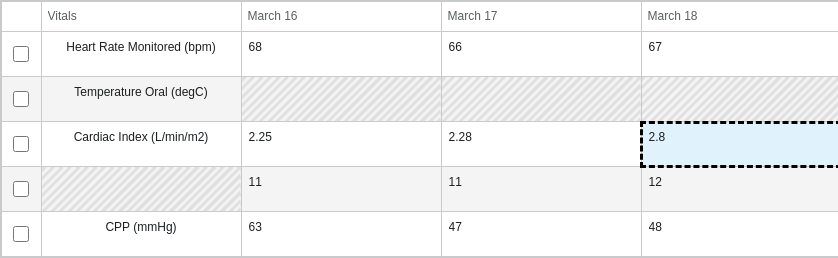 Vitals March 16 March 17 March 18
Heart Rate Monitored (bpm) 68 66 67
Temperature Oral (degC)
Cardiac Index (L/min/m2) 2.25 2.28 2.8
11 11 12
CPP (mmHg) 63 47 48